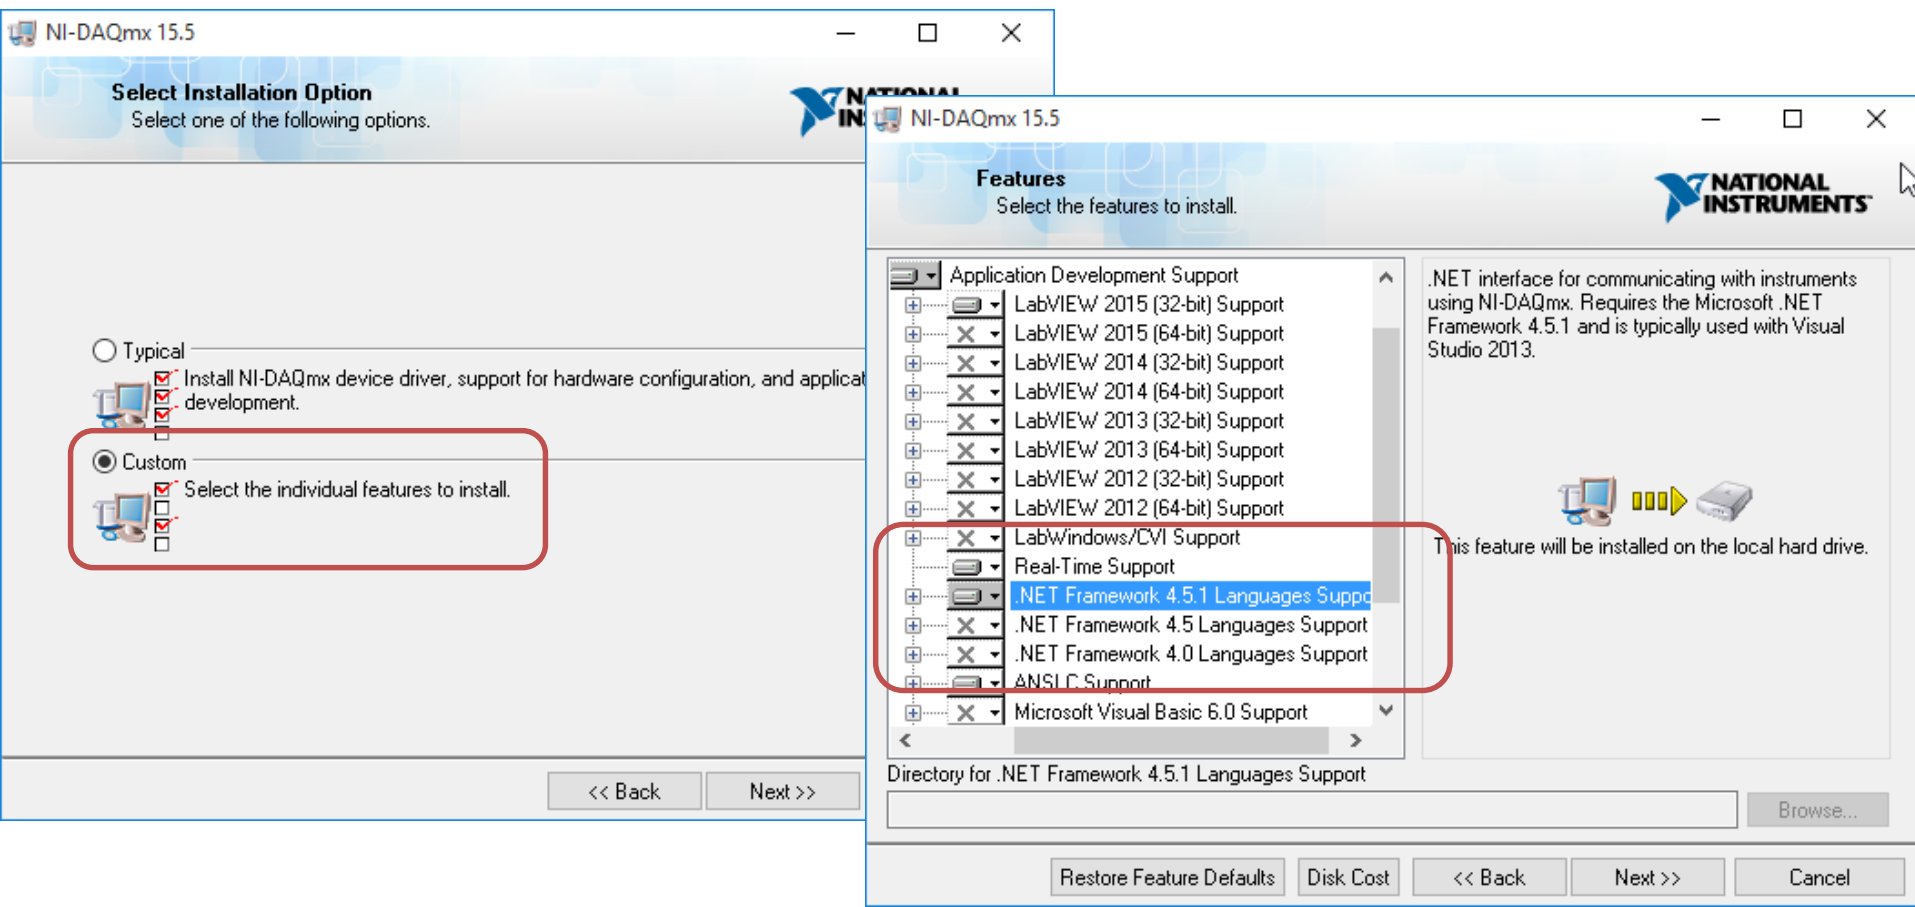 NI-DAQmx 15.5
Select Installation Option
Select one of the following options.
Typical
Install NI-DAQmx device driver, support for hardware configuration, and applicat
development.
Custom
Select the individual features to install.
<< Back
Next >>
NI-DAQmx 15.5
Features
Select the features to install.
NATIONAL
INSTRUMENTS
Application Development Support
LabVIEW 2015 (32-bit) Support
LabVIEW 2015 (64-bit) Support
LabVIEW 2014 (32-bit) Support
LabVIEW 2014 (64-bit) Support
LabVIEW 2013 (32-bit) Support
LabVIEW 2013 (64-bit) Support
LabVIEW 2012 (32-bit) Support
LabVIEW 2012 (64-bit) Support
LabWindows/CVI Support
Real-Time Support
.NET Framework 4.5.1 Languages Suppo
.NET Framework 4.5 Languages Support
.NET Framework 4.0 Languages Support
ANSI C Support
Microsoft Visual Basic 6.0 Support
.NET interface for communicating with instruments
using NI-DAQmx. Requires the Microsoft .NET
Framework 4.5.1 and is typically used with Visual
Studio 2013.
This feature will be installed on the local hard drive.
Directory for .NET Framework 4.5.1 Languages Support
Browse...
Restore Feature Defaults
Disk Cost
<< Back
Next >>
Cancel